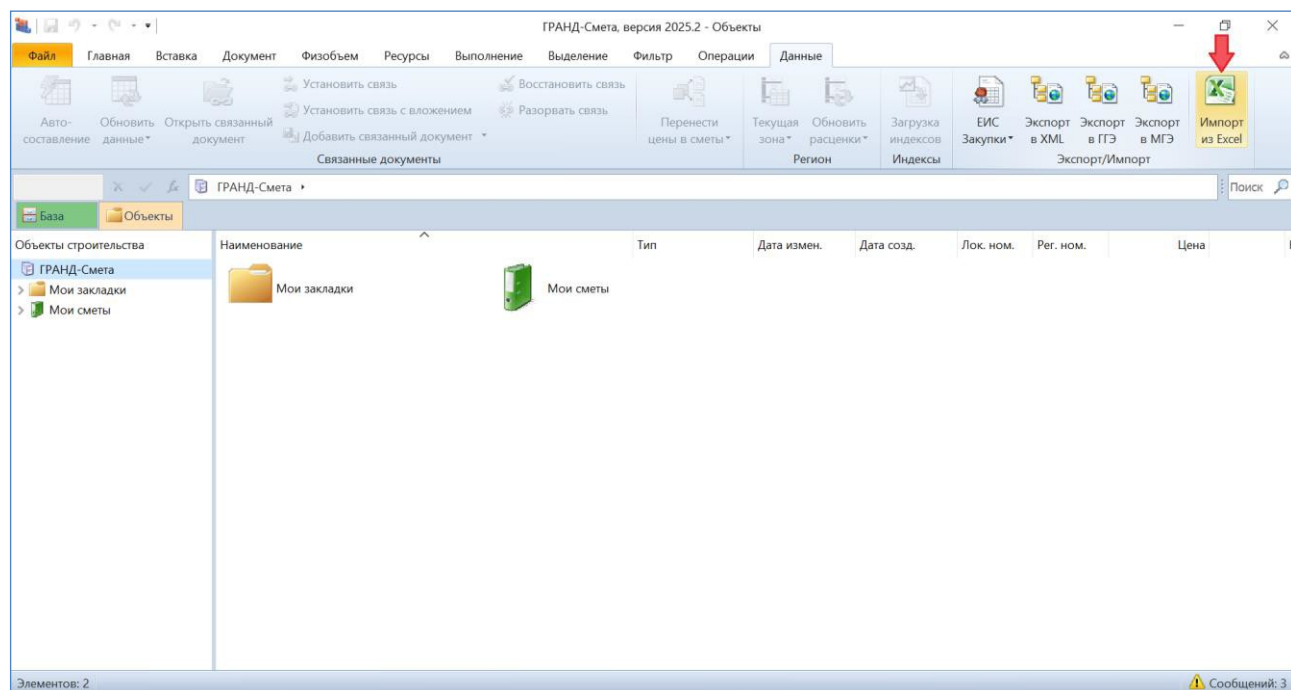 ГРАНД-Смета, версия 2025.2 - Объекты
Файл Главная Вставка Документ Физобъем Ресурсы Выполнение Выделение Фильтр Операции Данные
Авто-
составление
Обновить
данные
Открыть связанный
документ
Установить связь
Установить связь с вложением
Добавить связанный документ
Восстановить связь
Разорвать связь
Связанные документы
Перенести
цены в сметы
Текущая
зона
Обновить
расценки
Регион
Загрузка
индексов
Индексы
ЕИС
Закупки
Экспорт
в XML
Экспорт
в ГГЭ
Экспорт
в МГЭ
Импорт
из Excel
Экспорт/Импорт
fx ГРАНД-Смета Поиск
База Объекты
Объекты строительства
ГРАНД-Смета
Мои закладки
Мои сметы
Наименование Тип Дата измен. Дата созд. Лок. ном. Рег. ном. Цена
Мои закладки Мои сметы
Элементов: 2 Сообщений: 3